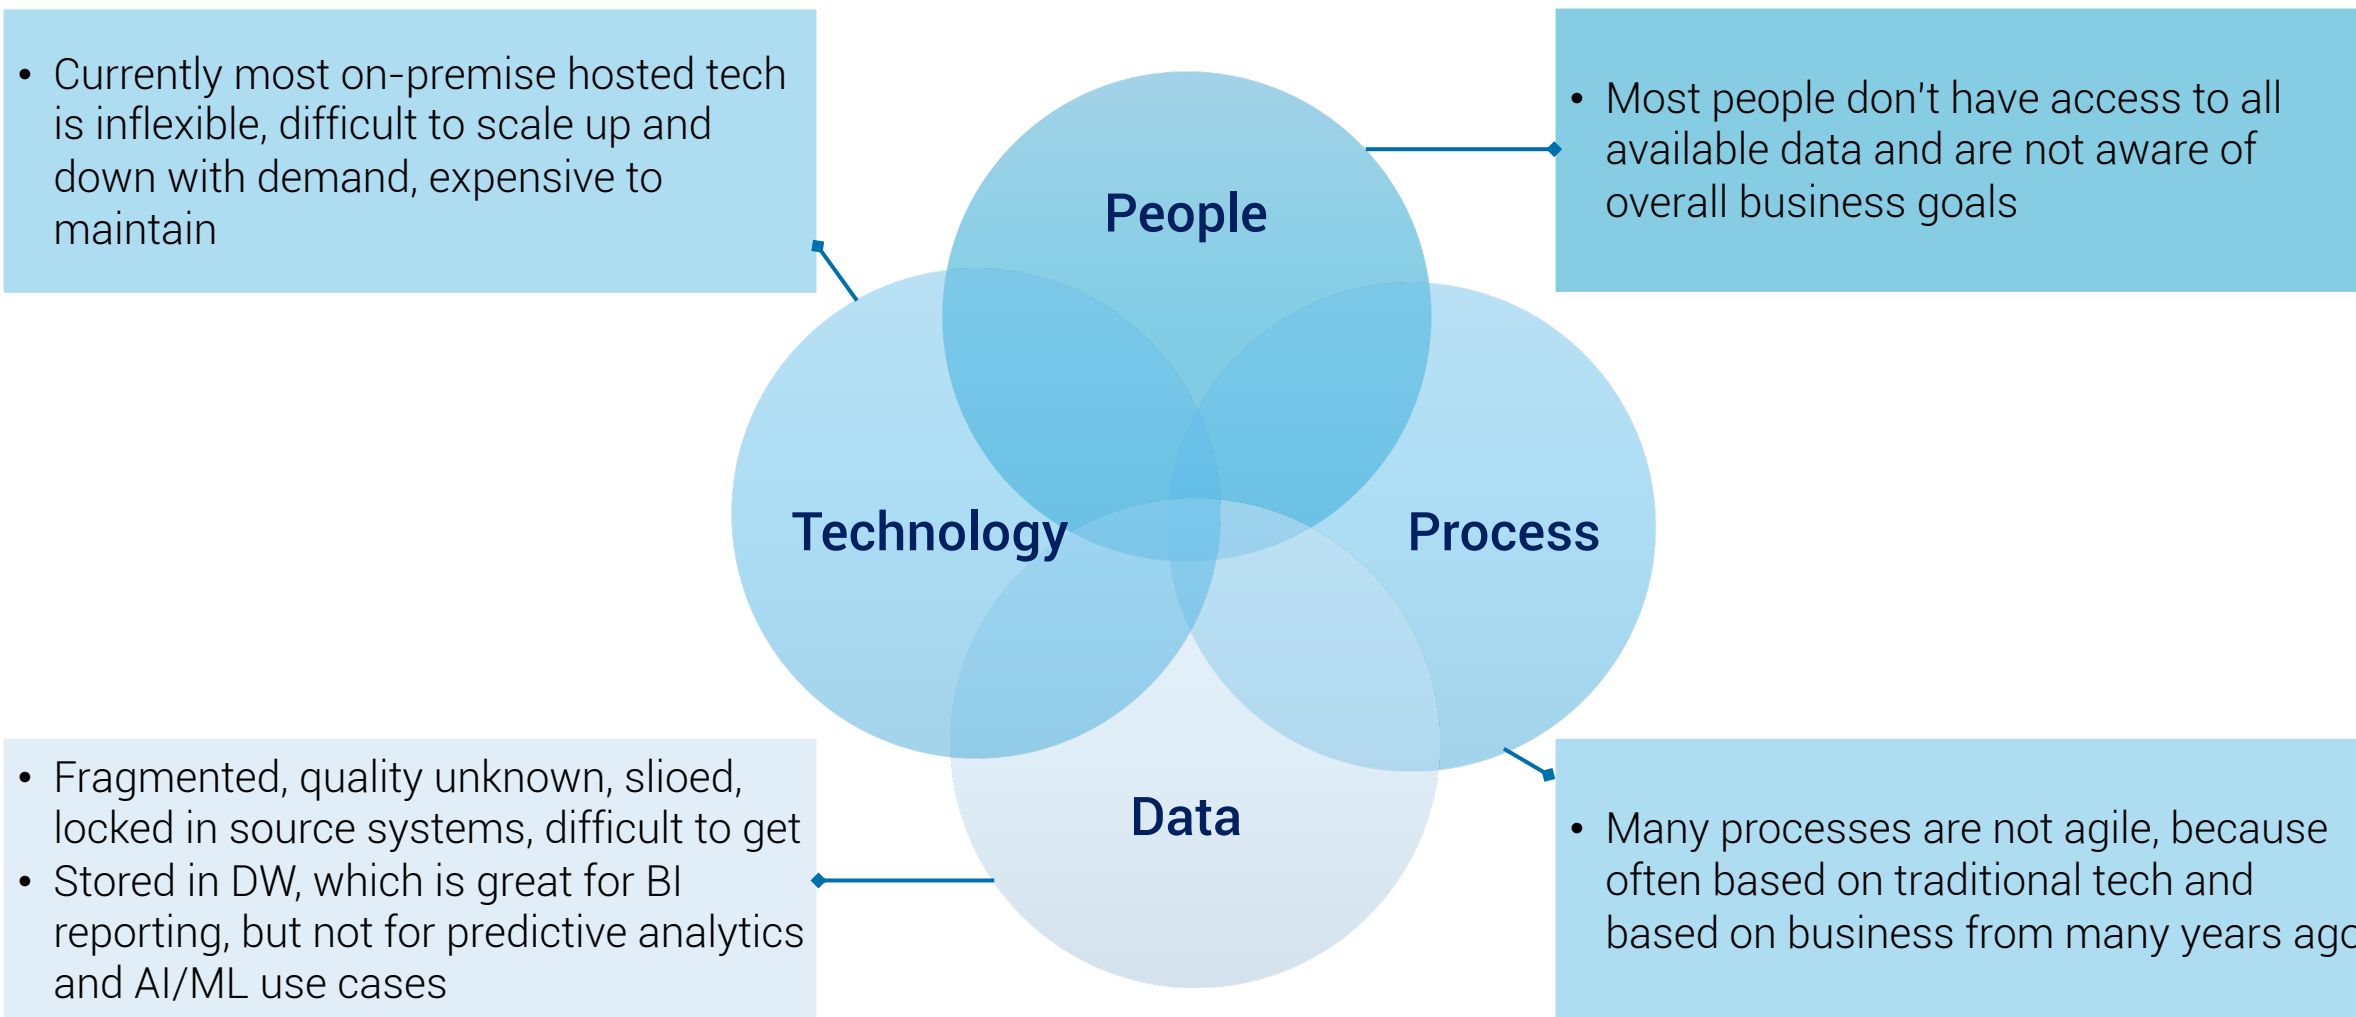 • Currently most on-premise hosted tech
is inflexible, difficult to scale up and
down with demand, expensive to
maintain
• Most people don't have access to all
available data and are not aware of
overall business goals
People
Technology
Process
Data
• Fragmented, quality unknown, slioed,
locked in source systems, difficult to get
• Stored in DW, which is great for BI
reporting, but not for predictive analytics
and AI/ML use cases
• Many processes are not agile, because
often based on traditional tech and
based on business from many years ago